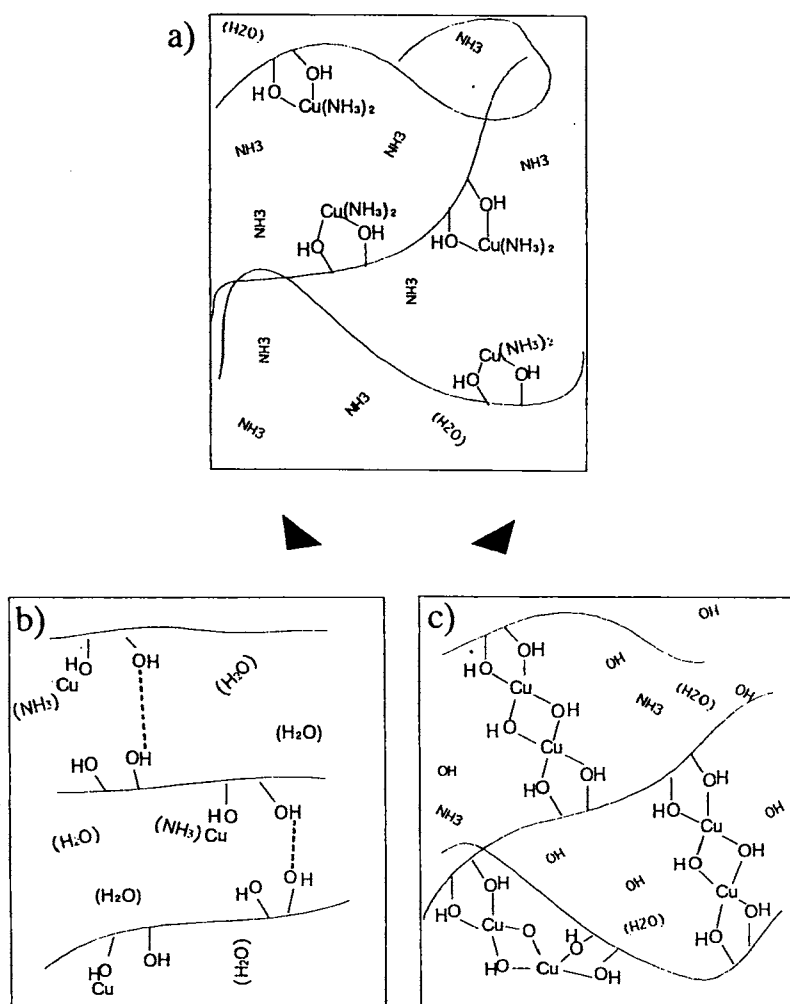 a)
(H2O)
NH3
OH
HO
Cu(NH₃)₂
NH3
NH3
NH3
Cu(NH₃)₂
OH
HO
NH3
OH
HO
Cu(NH₃)₂
NH3
NH3
Cu(NH₃)₂
HO
OH
NH3
NH3
(H2O)
b)
HO
OH
Cu
(NH₃)
(H₂O)
(H₂O)
HO
OH
HO
OH
(H₂O)
(NH₃)
Cu
(H₂O)
HO
OH
HO
OH
Cu
(H₂O)
c)
OH
HO
OH
OH
Cu
NH3
(H2O)
OH
HO
OH
Cu
OH
HO
OH
NH3
HO
OH
OH
Cu
OH
HO
OH
Cu
OH
HO
OH
HO
OH
Cu
O
H
O
HO
Cu
OH
(H2O)